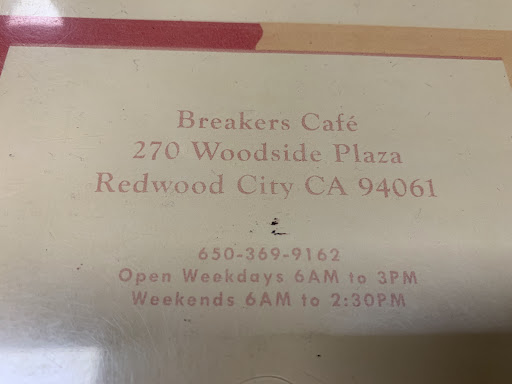 Breakers Café
270 Woodside Plaza
Redwood City CA 94061
650-369-9162
Open Weekdays 6AM to 3PM
Weekends 6AM to 2:30PM